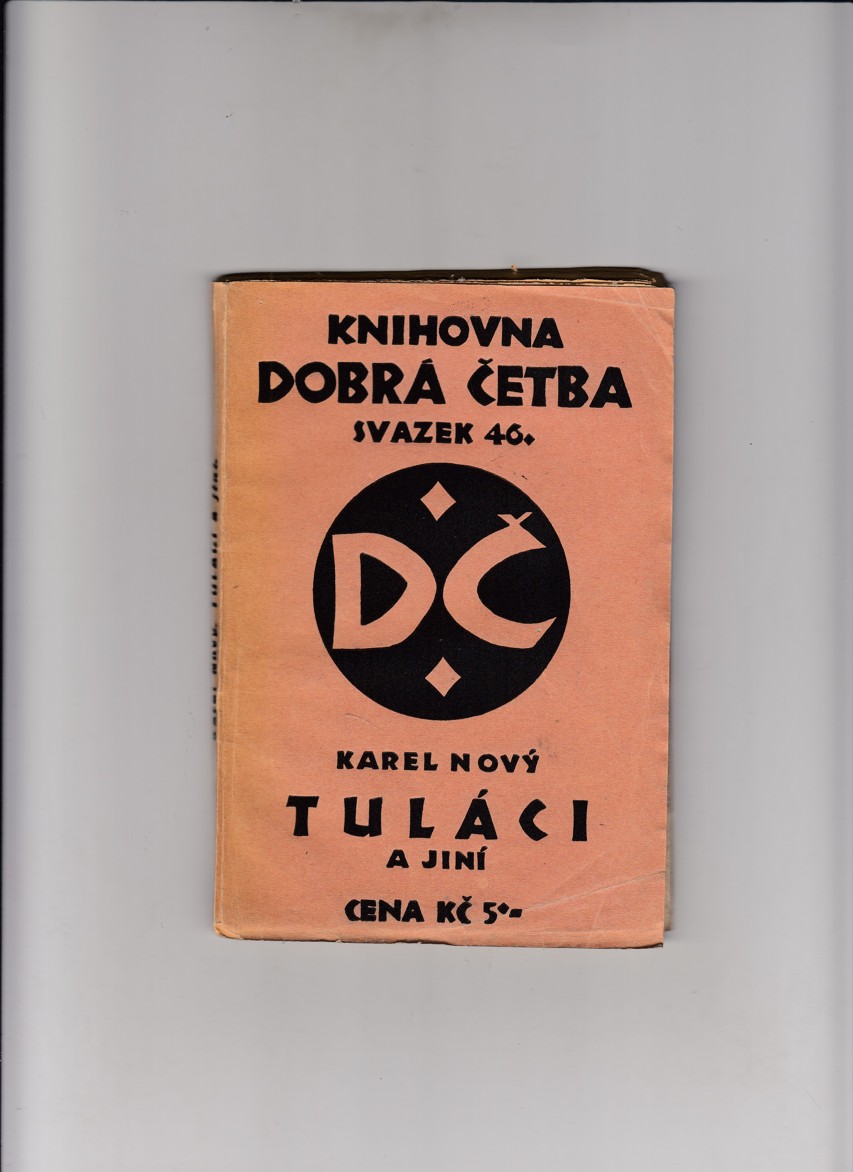 KNIHOVNA
DOBRÁ ČETBA
SVAZEK 46.
DČ
KAREL NOVÝ
TULÁCI
A JINÍ
CENA KČ 5·-